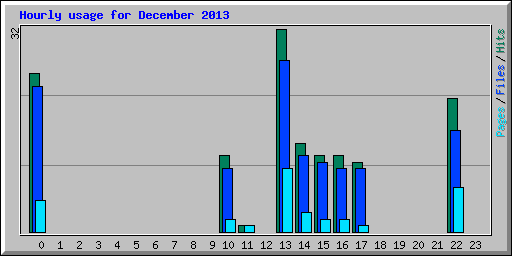 Hourly usage for December 2013
32
Pages/Files/Hits
0 1 2 3 4 5 6 7 8 9 10 11 12 13 14 15 16 17 18 19 20 21 22 23